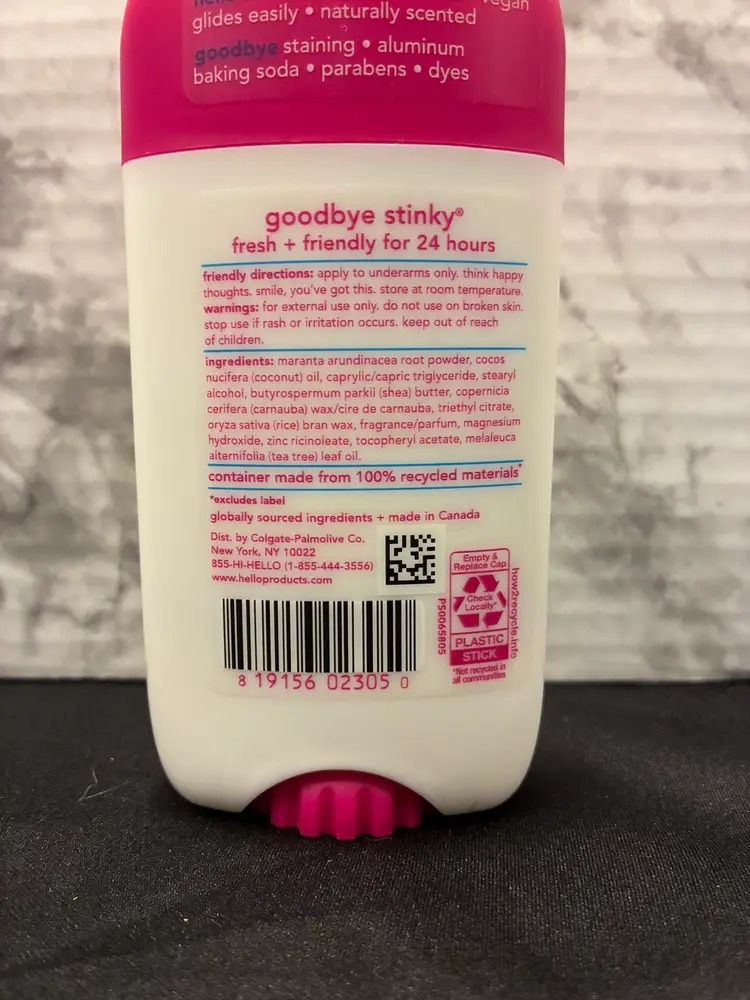 hello
vegan
glides easily • naturally scented
goodbye staining • aluminum
baking soda • parabens • dyes
goodbye stinky®
fresh + friendly for 24 hours
friendly directions: apply to underarms only. think happy
thoughts. smile, you've got this. store at room temperature.
warnings: for external use only. do not use on broken skin.
stop use if rash or irritation occurs. keep out of reach
of children.
ingredients: maranta arundinacea root powder, cocos
nucifera (coconut) oil, caprylic/capric triglyceride, stearyl
alcohol, butyrospermum parkii (shea) butter, copernicia
cerifera (carnauba) wax/cire de carnauba, triethyl citrate,
oryza sativa (rice) bran wax, fragrance/parfum, magnesium
hydroxide, zinc ricinoleate, tocopheryl acetate, melaleuca
alternifolia (tea tree) leaf oil.
container made from 100% recycled materials*
*excludes label
globally sourced ingredients + made in Canada
Dist. by Colgate-Palmolive Co.
New York, NY 10022
855-HI-HELLO (1-855-444-3556)
www.helloproducts.com
8 19156 02305 0
PS0065805
Empty &
Replace Cap
Check
Locally*
PLASTIC
STICK
*Not recycled in
all communities
how2recycle.info